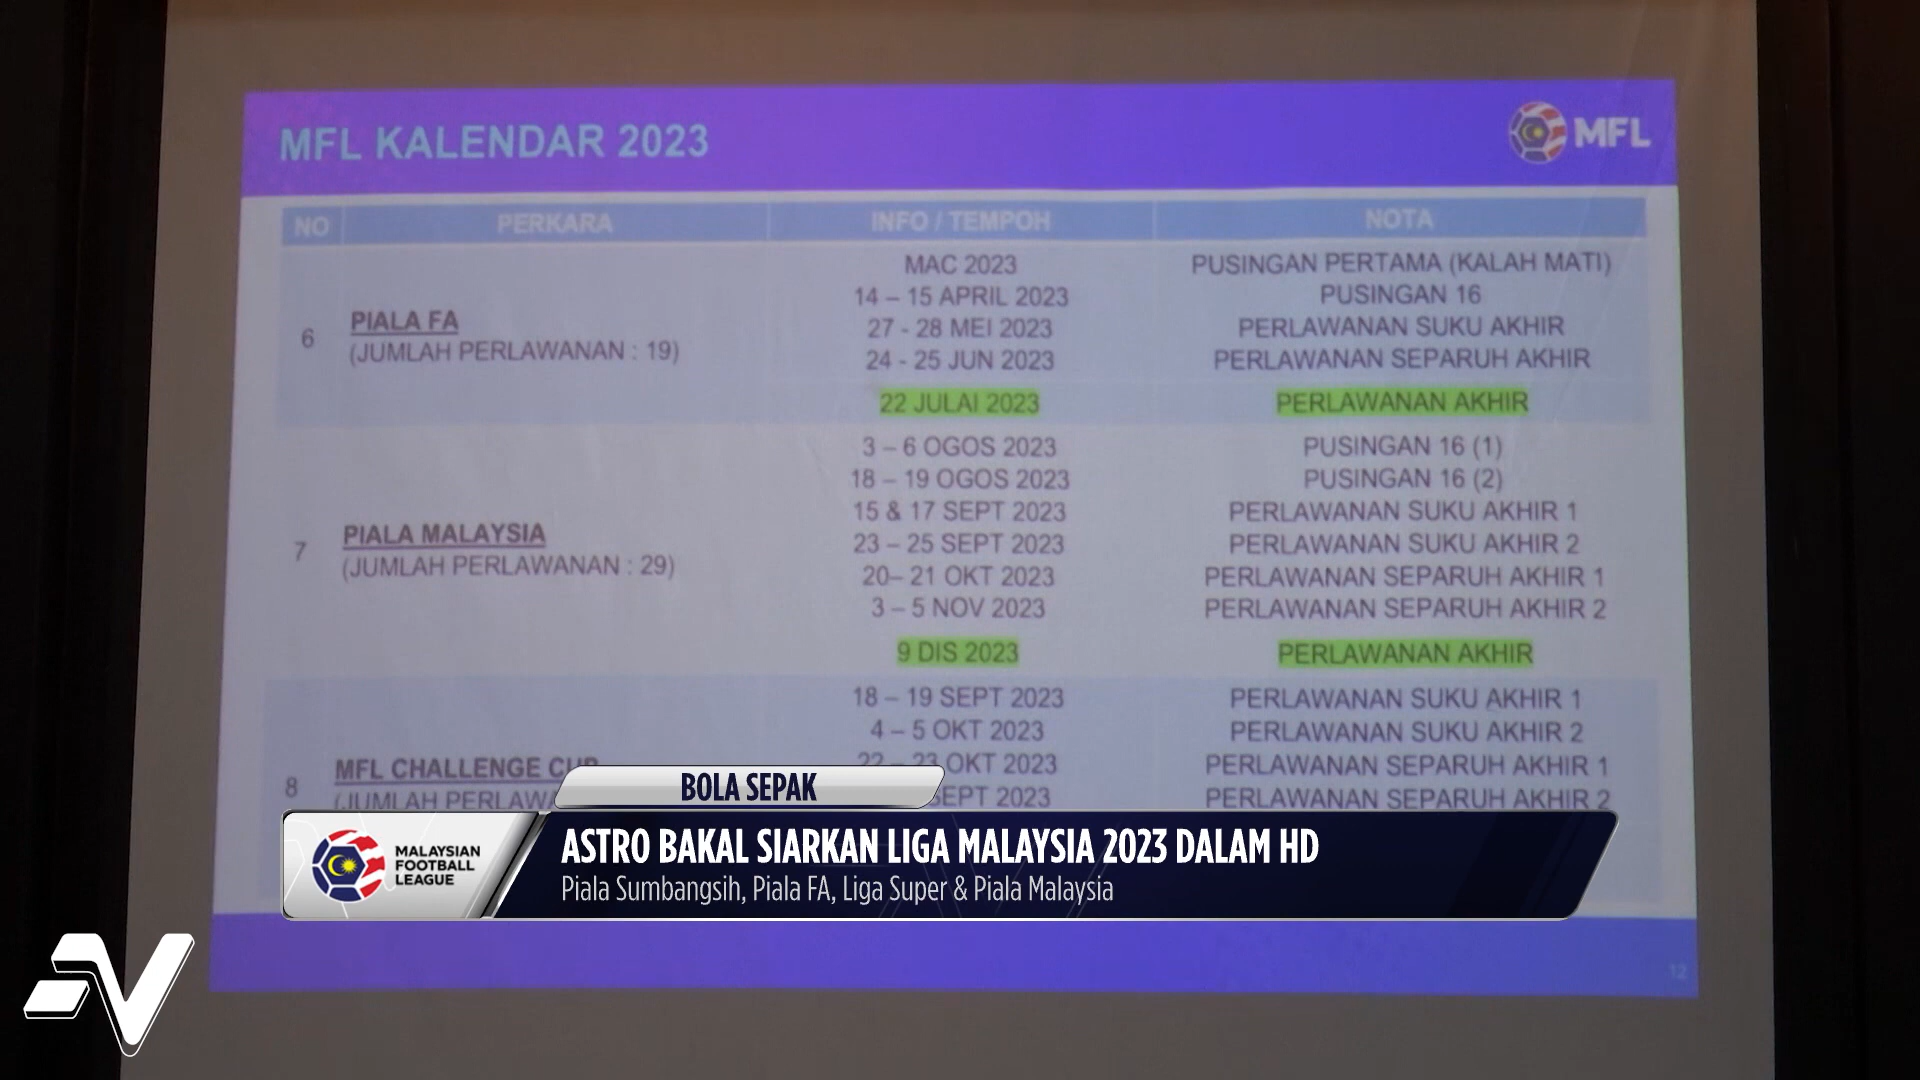 MFL KALENDAR 2023
MFL
NO PERKARA INFO / TEMPOH NOTA
MAC 2023 PUSINGAN PERTAMA (KALAH MATI)
14 – 15 APRIL 2023 PUSINGAN 16
6 PIALA FA 27 - 28 MEI 2023 PERLAWANAN SUKU AKHIR
(JUMLAH PERLAWANAN : 19) 24 - 25 JUN 2023 PERLAWANAN SEPARUH AKHIR
22 JULAI 2023 PERLAWANAN AKHIR
3 – 6 OGOS 2023 PUSINGAN 16 (1)
18 – 19 OGOS 2023 PUSINGAN 16 (2)
15 & 17 SEPT 2023 PERLAWANAN SUKU AKHIR 1
7 PIALA MALAYSIA 23 – 25 SEPT 2023 PERLAWANAN SUKU AKHIR 2
(JUMLAH PERLAWANAN : 29) 20– 21 OKT 2023 PERLAWANAN SEPARUH AKHIR 1
3 – 5 NOV 2023 PERLAWANAN SEPARUH AKHIR 2
9 DIS 2023 PERLAWANAN AKHIR
18 – 19 SEPT 2023 PERLAWANAN SUKU AKHIR 1
4 – 5 OKT 2023 PERLAWANAN SUKU AKHIR 2
8 MFL CHALLENGE CUP 22 – 23 OKT 2023 PERLAWANAN SEPARUH AKHIR 1
(JUMLAH SEPT 2023 PERLAWANAN SEPARUH AKHIR 2
BOLA SEPAK
MALAYSIAN
FOOTBALL
LEAGUE
ASTRO BAKAL SIARKAN LIGA MALAYSIA 2023 DALAM HD
Piala Sumbangsih, Piala FA, Liga Super & Piala Malaysia
12